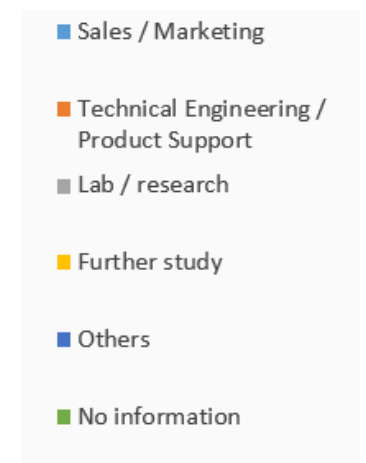 Sales / Marketing
Technical Engineering /
Product Support
Lab / research
Further study
Others
No information